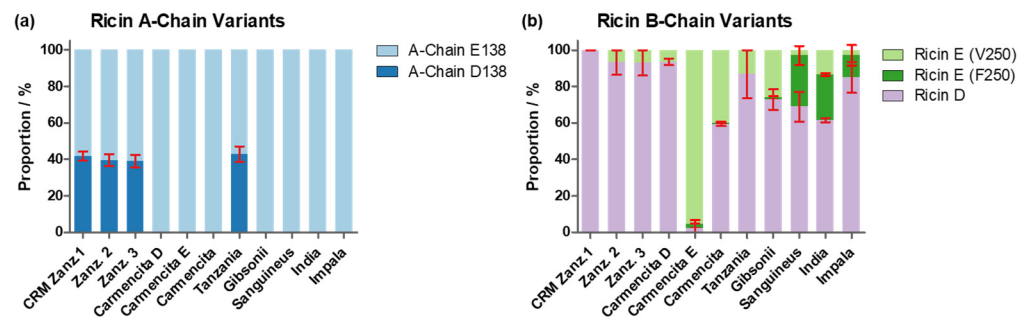 (a) Ricin A-Chain Variants
A-Chain E138
A-Chain D138
Proportion / %
100
80
60
40
20
0
CRM Zanz 1
Zanz. 2
Zanz. 3
Carmencita D
Carmencita E
Carmencita
Tanzania
Gibsonii
Sanguineus
India
Impala
(b) Ricin B-Chain Variants
Ricin E (V250)
Ricin E (F250)
Ricin D
Proportion / %
100
80
60
40
20
0
CRM Zanz 1
Zanz. 2
Zanz. 3
Carmencita D
Carmencita E
Carmencita
Tanzania
Gibsonii
Sanguineus
India
Impala